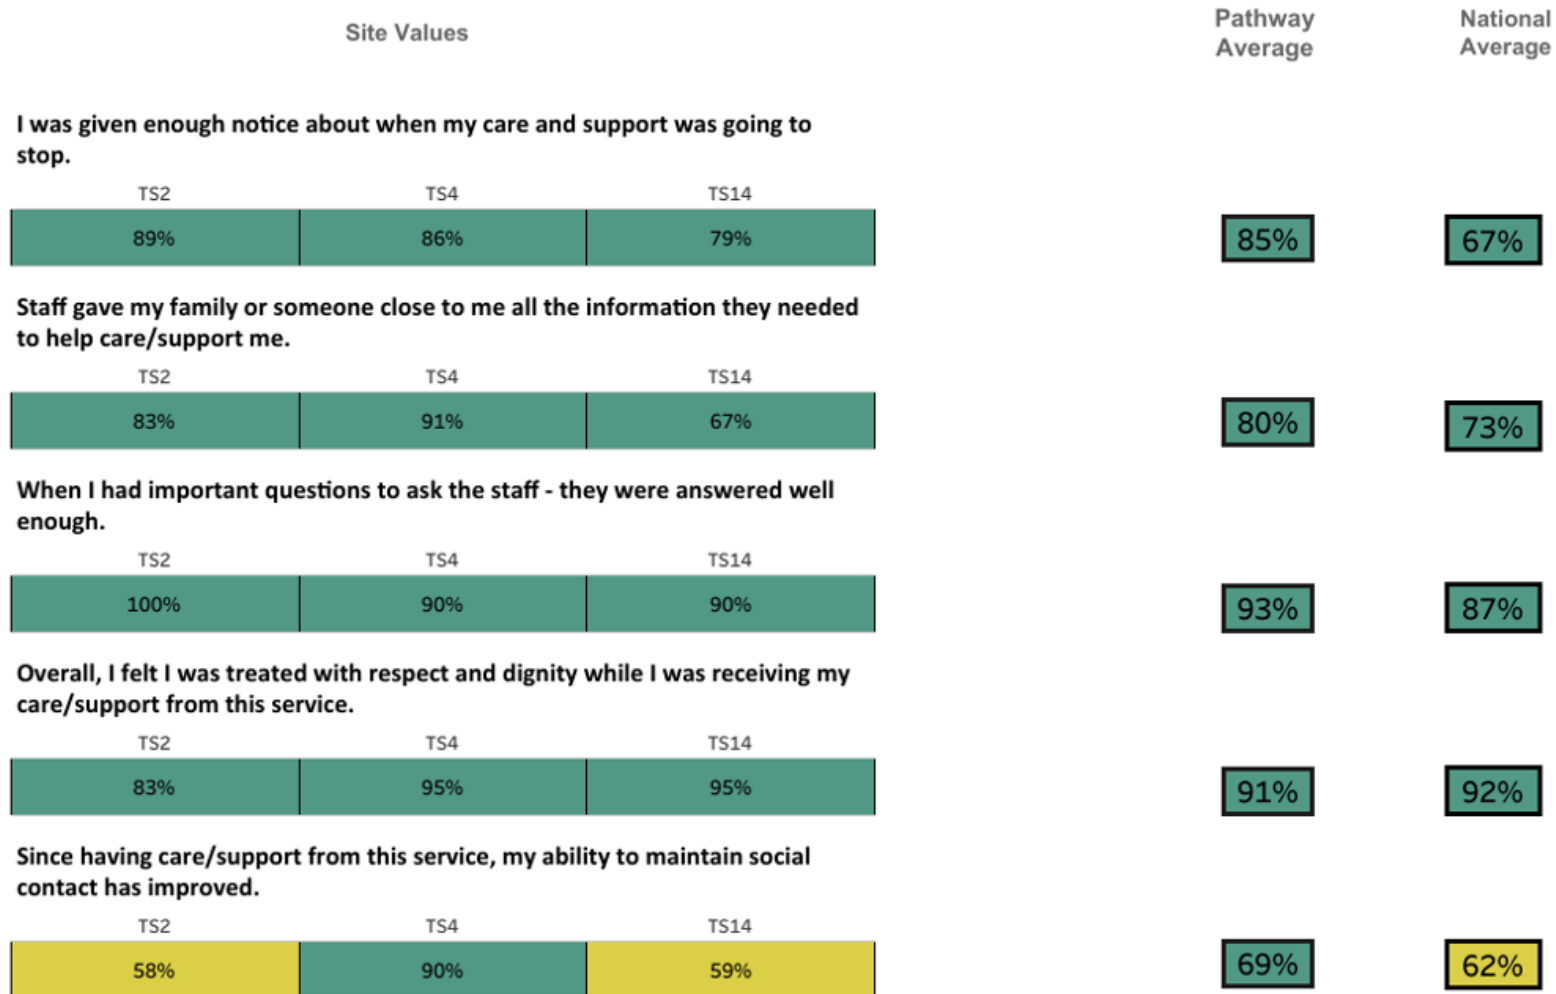 Site Values
Pathway
Average
National
Average
I was given enough notice about when my care and support was going to
stop.
TS2 TS4 TS14
89% 86% 79% 85% 67%
Staff gave my family or someone close to me all the information they needed
to help care/support me.
TS2 TS4 TS14
83% 91% 67% 80% 73%
When I had important questions to ask the staff - they were answered well
enough.
TS2 TS4 TS14
100% 90% 90% 93% 87%
Overall, I felt I was treated with respect and dignity while I was receiving my
care/support from this service.
TS2 TS4 TS14
83% 95% 95% 91% 92%
Since having care/support from this service, my ability to maintain social
contact has improved.
TS2 TS4 TS14
58% 90% 59% 69% 62%